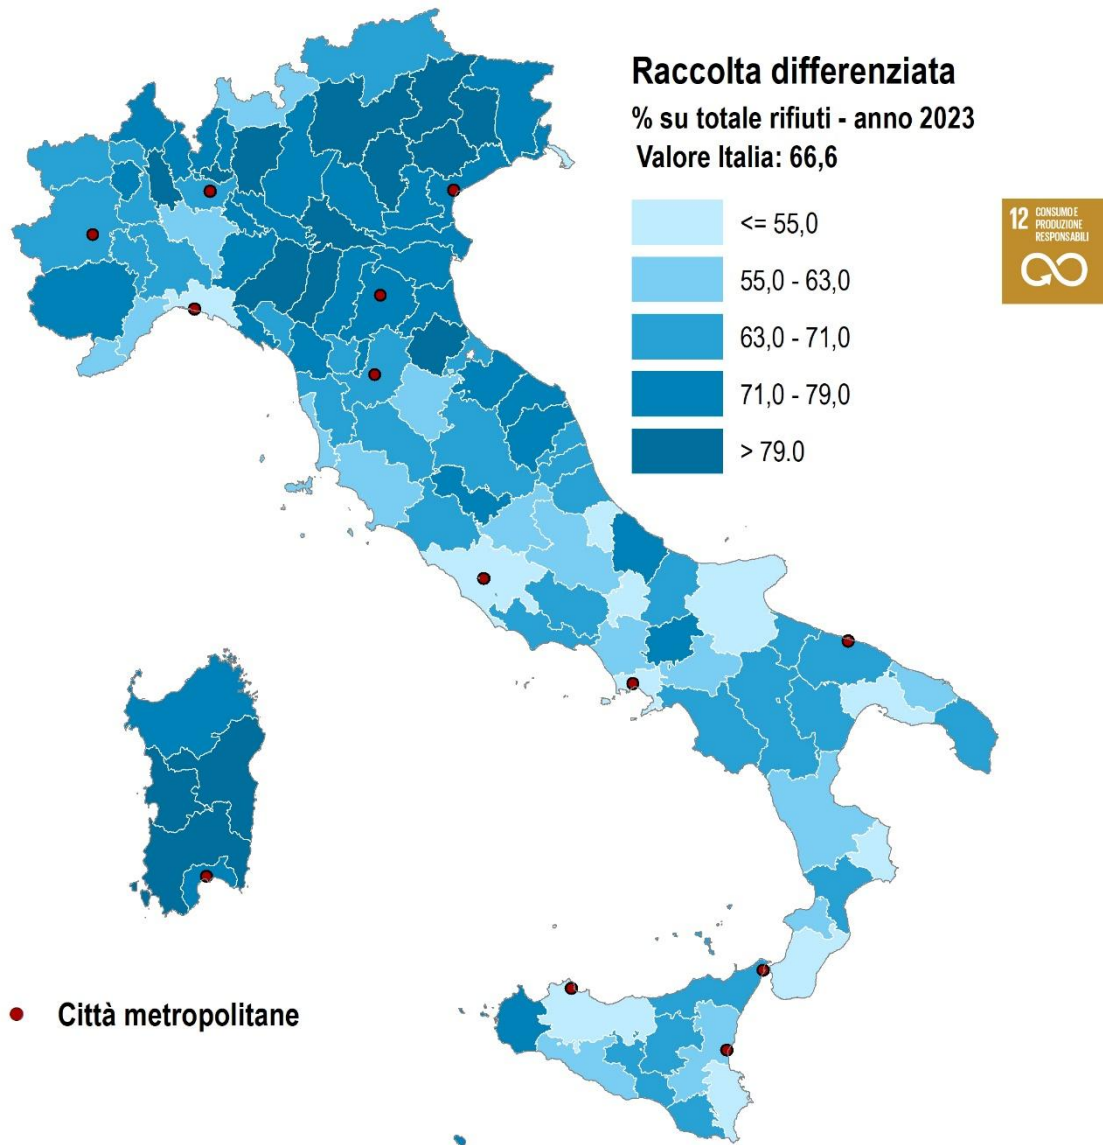 Raccolta differenziata
% su totale rifiuti - anno 2023
Valore Italia: 66,6
<= 55,0
55,0 - 63,0
63,0 - 71,0
71,0 - 79,0
> 79.0
12 CONSUMO E
PRODUZIONE
RESPONSABILI
Città metropolitane